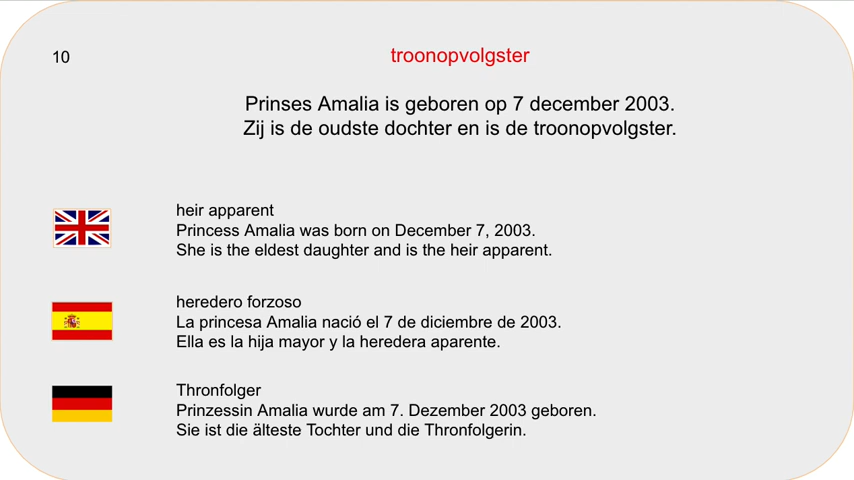 10
troonopvolgster
Prinses Amalia is geboren op 7 december 2003.
Zij is de oudste dochter en is de troonopvolgster.
heir apparent
Princess Amalia was born on December 7, 2003.
She is the eldest daughter and is the heir apparent.
heredero forzoso
La princesa Amalia nació el 7 de diciembre de 2003.
Ella es la hija mayor y la heredera aparente.
Thronfolger
Prinzessin Amalia wurde am 7. Dezember 2003 geboren.
Sie ist die älteste Tochter und die Thronfolgerin.